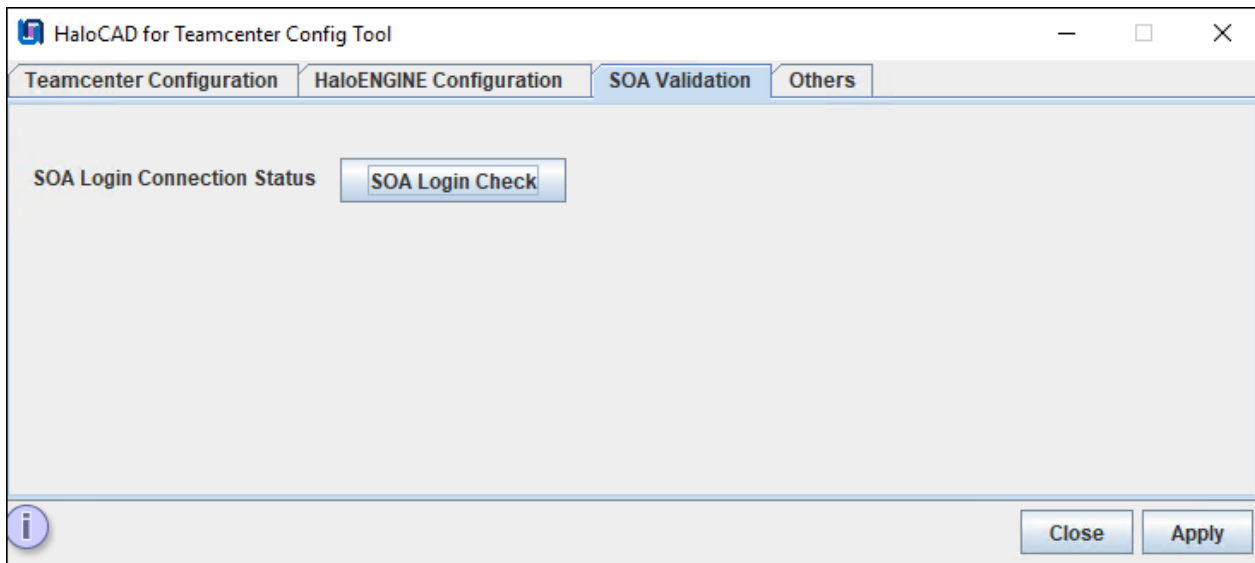 HaloCAD for Teamcenter Config Tool
Teamcenter Configuration HaloENGINE Configuration SOA Validation Others
SOA Login Connection Status SOA Login Check
i
Close Apply